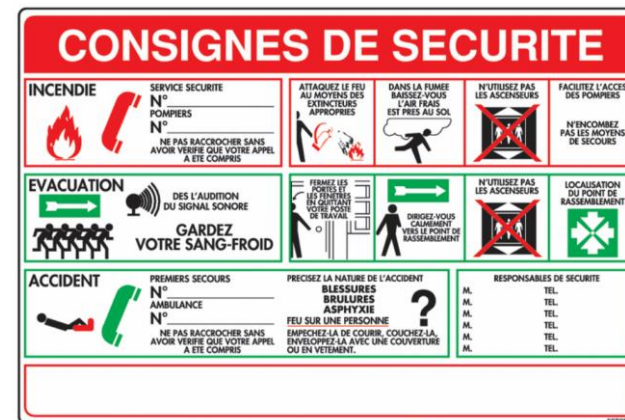 CONSIGNES DE SECURITE
INCENDIE
SERVICE SECURITE
N°
POMPIERS
N°
NE PAS RACCROCHER SANS
AVOIR VERIFIE QUE VOTRE APPEL
A ETE COMPRIS
ATTAQUEZ LE FEU
AU MOYENS DES
EXTINCTEURS
APPROPRIES
DANS LA FUMEE
BAISSEZ-VOUS
L'AIR FRAIS
EST PRES AU SOL
N'UTILISEZ PAS
LES ASCENSEURS
FACILITEZ L'ACCES
DES POMPIERS
N'ENCOMBEZ
PAS LES MOYENS
DE SECOURS
EVACUATION
DES L'AUDITION
DU SIGNAL SONORE
GARDEZ
VOTRE SANG-FROID
FERMEZ LES
PORTES ET
LES FENETRES
EN QUITTANT
VOTRE POSTE
DE TRAVAIL
DIRIGEZ-VOUS
CALMEMENT
VERS LE POINT DE
RASSEMBLEMENT
N'UTILISEZ PAS
LES ASCENSEURS
LOCALISATION
DU POINT DE
RASSEMBLEMENT
ACCIDENT
PREMIERS SECOURS
N°
AMBULANCE
N°
NE PAS RACCROCHER SANS
AVOIR VERIFIE QUE VOTRE APPEL
A ETE COMPRIS
PRECISEZ LA NATURE DE L'ACCIDENT
BLESSURES
BRULURES
ASPHYXIE
?
FEU SUR UNE PERSONNE
EMPECHEZ-LA DE COURIR, COUCHEZ-LA,
ENVELOPPEZ-LA AVEC UNE COUVERTURE
OU EN VETEMENT.
RESPONSABLES DE SECURITE
M. TEL.
M. TEL.
M. TEL.
M. TEL.
M. TEL.
M. TEL.